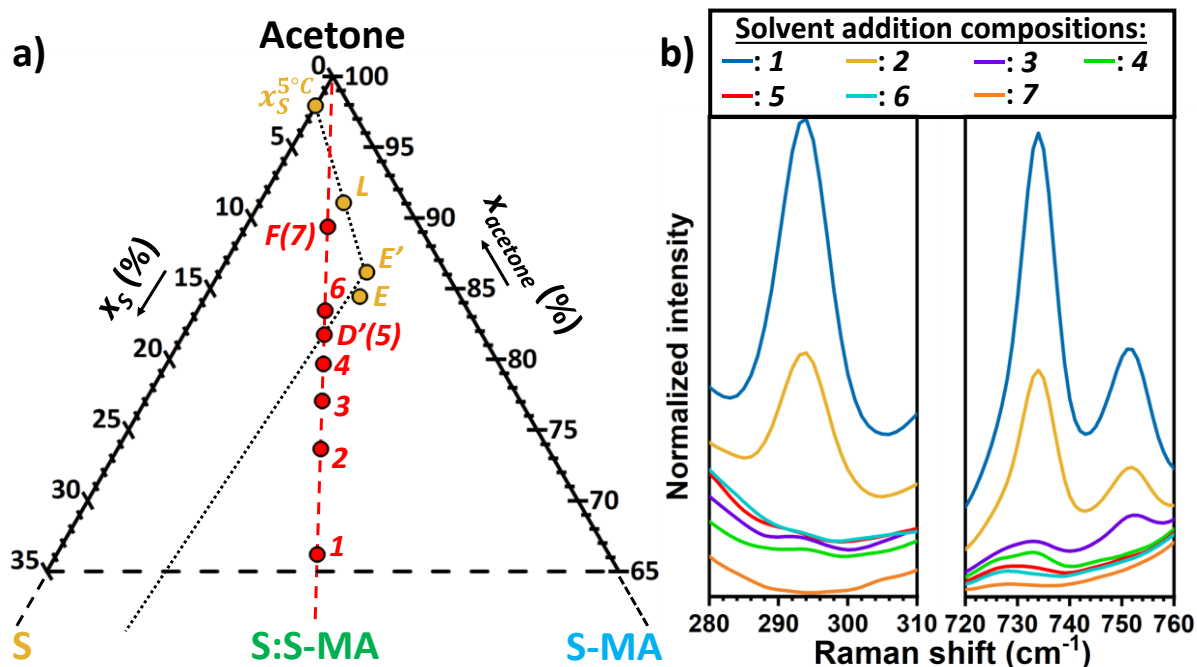 a)
Acetone
0
100
x_S^{5°C}
5
95
L
10
90
F(7)
x_S (%)
x_acetone (%)
E'
15
85
6
E
D'(5)
20
80
4
3
25
75
2
30
70
1
35
65
S
S:S-MA
S-MA
b)
Solvent addition compositions:
: 1
: 2
: 3
: 4
: 5
: 6
: 7
Normalized intensity
280
290
300
310
720
730
740
750
760
Raman shift (cm-1)